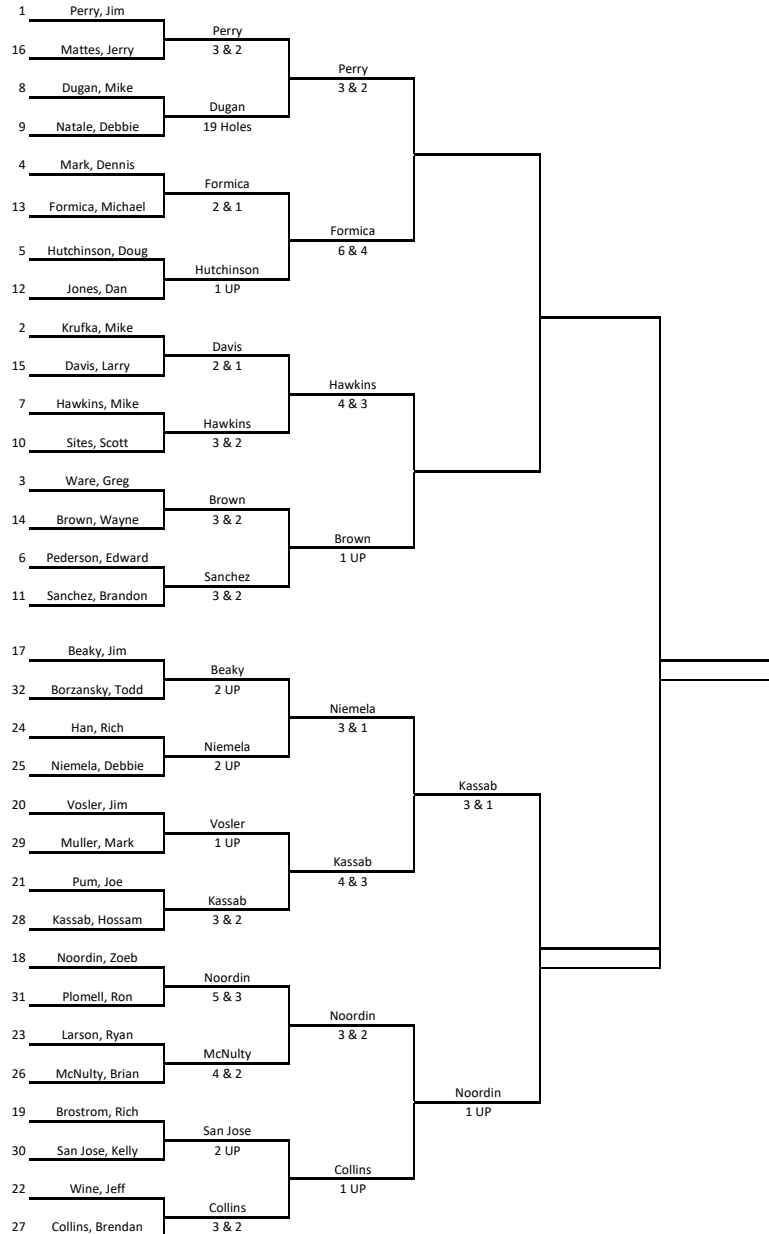 1 Perry, Jim
Perry
16 Mattes, Jerry 3 & 2
Perry
8 Dugan, Mike 3 & 2
Dugan
9 Natale, Debbie 19 Holes
4 Mark, Dennis
Formica
13 Formica, Michael 2 & 1
Formica
5 Hutchinson, Doug 6 & 4
Hutchinson
12 Jones, Dan 1 UP
2 Krufka, Mike
Davis
15 Davis, Larry 2 & 1
Hawkins
7 Hawkins, Mike 4 & 3
Hawkins
10 Sites, Scott 3 & 2
3 Ware, Greg
Brown
14 Brown, Wayne 3 & 2
Brown
6 Pederson, Edward 1 UP
Sanchez
11 Sanchez, Brandon 3 & 2
17 Beaky, Jim
Beaky
32 Borzansky, Todd 2 UP
Niemela
24 Han, Rich 3 & 1
Niemela
25 Niemela, Debbie 2 UP
Kassab
20 Vosler, Jim 3 & 1
Vosler
29 Muller, Mark 1 UP
Kassab
21 Pum, Joe 4 & 3
Kassab
28 Kassab, Hossam 3 & 2
18 Noordin, Zoeb
Noordin
31 Plomell, Ron 5 & 3
Noordin
23 Larson, Ryan 3 & 2
McNulty
26 McNulty, Brian 4 & 2
Noordin
19 Brostrom, Rich 1 UP
San Jose
30 San Jose, Kelly 2 UP
Collins
22 Wine, Jeff 1 UP
Collins
27 Collins, Brendan 3 & 2